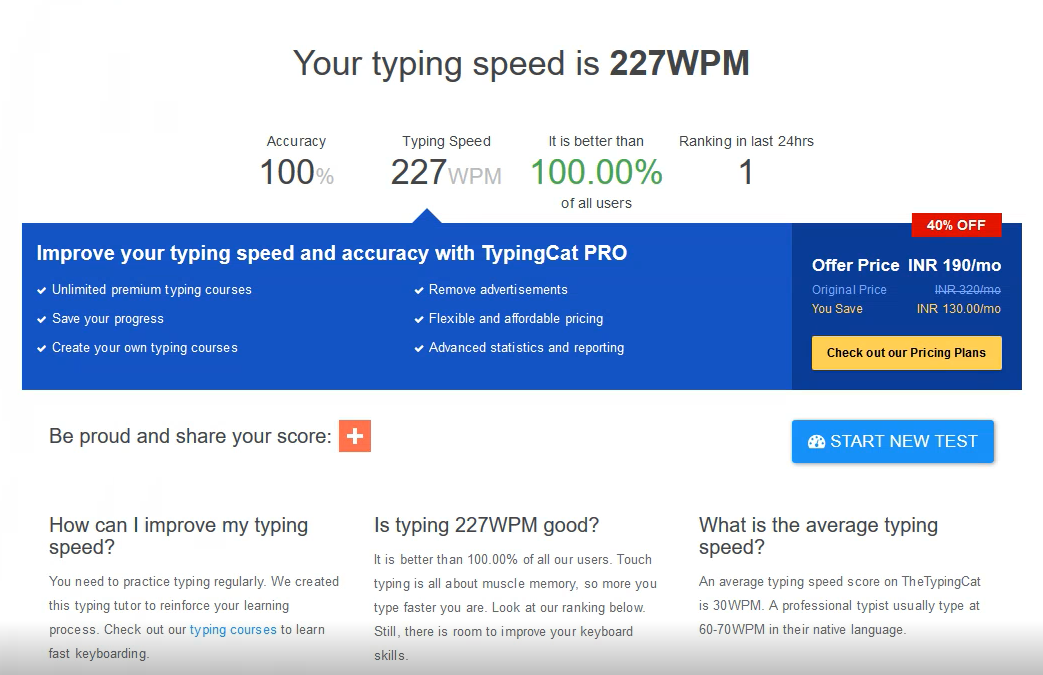 Your typing speed is 227WPM
Accuracy
100%
Typing Speed
227WPM
It is better than
100.00%
of all users
Ranking in last 24hrs
1
Improve your typing speed and accuracy with TypingCat PRO
Unlimited premium typing courses
Save your progress
Create your own typing courses
Remove advertisements
Flexible and affordable pricing
Advanced statistics and reporting
40% OFF
Offer Price INR 190/mo
Original Price INR 320/mo
You Save INR 130.00/mo
Check out our Pricing Plans
Be proud and share your score:
START NEW TEST
How can I improve my typing
speed?
You need to practice typing regularly. We created
this typing tutor to reinforce your learning
process. Check out our typing courses to learn
fast keyboarding.
Is typing 227WPM good?
It is better than 100.00% of all our users. Touch
typing is all about muscle memory, so more you
type faster you are. Look at our ranking below.
Still, there is room to improve your keyboard
skills.
What is the average typing
speed?
An average typing speed score on TheTypingCat
is 30WPM. A professional typist usually type at
60-70WPM in their native language.